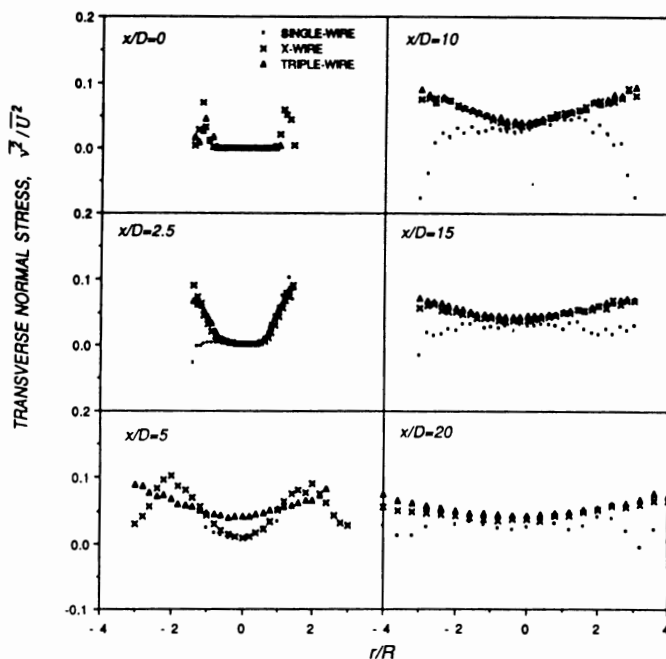 0.2
x/D=0
SINGLE-WIRE
X-WIRE
TRIPLE-WIRE
x/D=10
0.1
0.0
TRANSVERSE NORMAL STRESS, v²/U²
0.2
x/D=2.5
x/D=15
0.1
0.0
0.2
x/D=5
x/D=20
0.1
0.0
-0.1
-4 -2 0 2 -4 -2 0 2 4
r/R